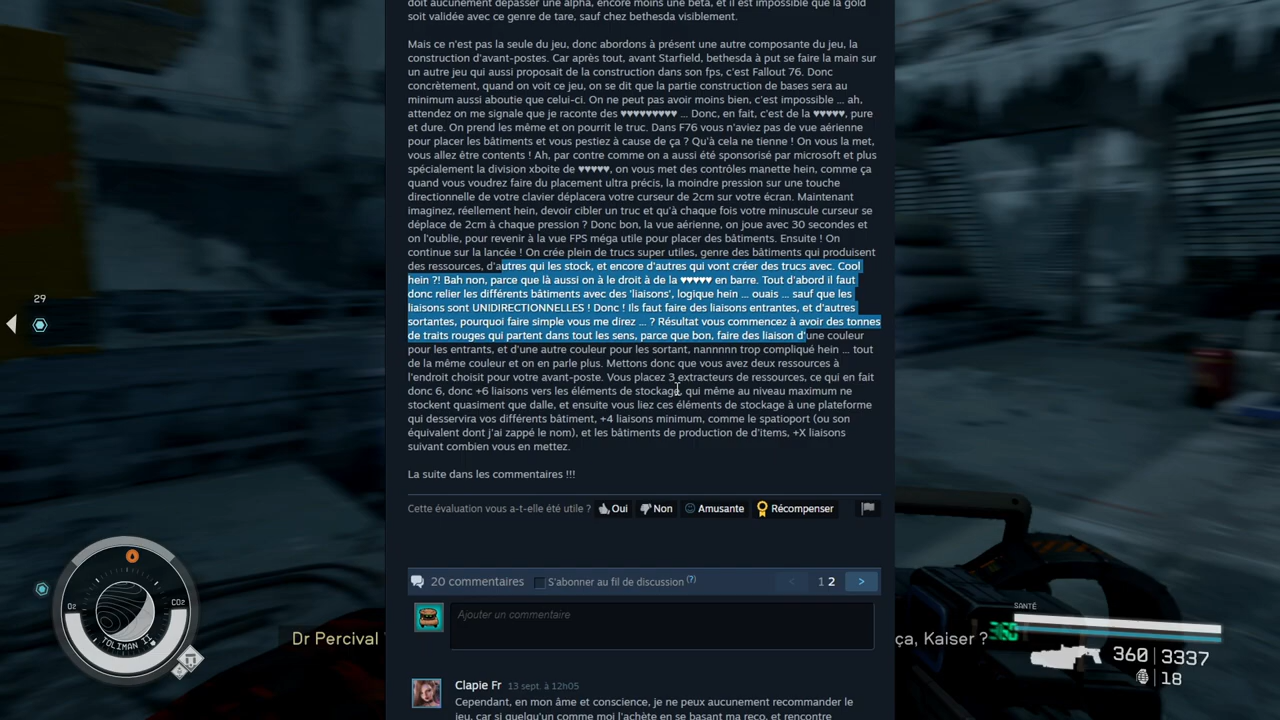 doit aucunement dépasser une alpha, encore moins une beta, et il est impossible que la gold
soit validée avec ce genre de tare, sauf chez bethesda visiblement.
Mais ce n'est pas la seule du jeu, donc abordons à présent une autre composante du jeu, la
construction d'avant-postes. Car après tout, avant Starfield, bethesda à put se faire la main sur
un autre jeu qui aussi proposait de la construction dans son fps, c'est Fallout 76. Donc
concrètement, quand on voit ce jeu, on se dit que la partie construction de bases sera au
minimum aussi aboutie que celui-ci. On ne peut pas avoir moins bien, c'est impossible ... ah,
attendez on me signale que je raconte des ♥♥♥♥♥♥♥♥♥ ... Donc, en fait, c'est de la ♥♥♥♥♥, pure
et dure. On prend les même et on pourrit le truc. Dans F76 vous n'aviez pas de vue aérienne
pour placer les bâtiments et vous pestiez à cause de ça ? Qu'à cela ne tienne ! On vous la met,
vous allez être contents ! Ah, par contre comme on a aussi été sponsorisé par microsoft et plus
spécialement la division xboite de ♥♥♥♥♥, on vous met des contrôles manette hein, comme ça
quand vous voudrez faire du placement ultra précis, la moindre pression sur une touche
directionnelle de votre clavier déplacera votre curseur de 2cm sur votre écran. Maintenant
imaginez, réellement hein, devoir cibler un truc et qu'à chaque fois votre minuscule curseur se
déplace de 2cm à chaque pression ? Donc bon, la vue aérienne, on joue avec 30 secondes et
on l'oublie, pour revenir à la vue FPS méga utile pour placer des bâtiments. Ensuite ! On
continue sur la lancée ! On crée plein de trucs super utiles, genre des bâtiments qui produisent
des ressources, d'autres qui les stock, et encore d'autres qui vont créer des trucs avec. Cool
hein ?! Bah non, parce que là aussi on à le droit à de la ♥♥♥♥♥ en barre. Tout d'abord il faut
donc relier les différents bâtiments avec des 'liaisons', logique hein ... ouais ... sauf que les
liaisons sont UNIDIRECTIONNELLES ! Donc ! Ils faut faire des liaisons entrantes, et d'autres
sortantes, pourquoi faire simple vous me direz ... ? Résultat vous commencez à avoir des tonnes
de traits rouges qui partent dans tout les sens, parce que bon, faire des liaison d'une couleur
pour les entrants, et d'une autre couleur pour les sortant, nannnnn trop compliqué hein ... tout
de la même couleur et on en parle plus. Mettons donc que vous avez deux ressources à
l'endroit choisit pour votre avant-poste. Vous placez 3 extracteurs de ressources, ce qui en fait
donc 6, donc +6 liaisons vers les éléments de stockage, qui même au niveau maximum ne
stockent quasiment que dalle, et ensuite vous liez ces éléments de stockage à une plateforme
qui desservira vos différents bâtiment, +4 liaisons minimum, comme le spatioport (ou son
équivalent dont j'ai zappé le nom), et les bâtiments de production de d'items, +X liaisons
suivant combien vous en mettez.
La suite dans les commentaires !!!
Cette évaluation vous a-t-elle été utile ? Oui Non Amusante Récompenser
20 commentaires S'abonner au fil de discussion (?) < 1 2 >
Ajouter un commentaire
Clapie Fr 13 sept. à 12h05
Cependant, en mon âme et conscience, je ne peux aucunement recommander le
jeu, car si quelqu'un comme moi l'achète en se basant ma reco, et rencontre
29
O2 CO2
TOLIMAN II
Dr Percival
ça, Kaiser ?
360
SANTÉ
360 | 3337
18